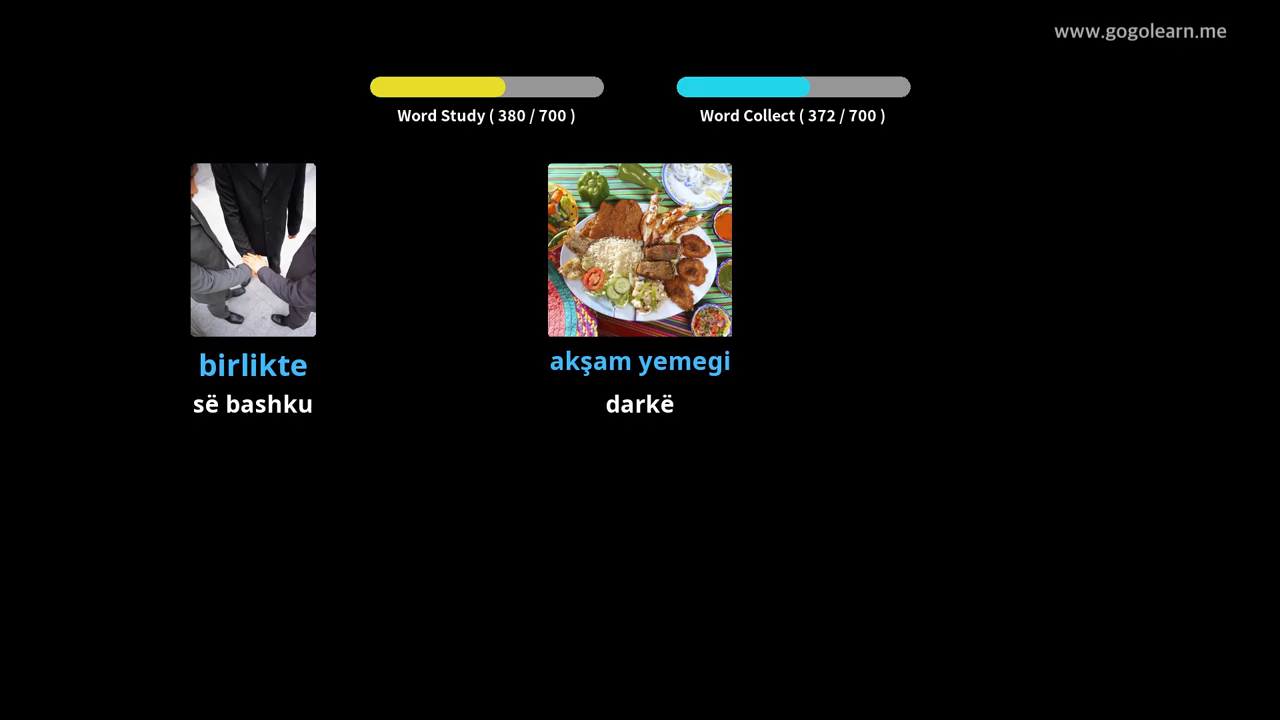 www.gogolearn.me
Word Study ( 380 / 700 )
Word Collect ( 372 / 700 )
birlikte
akşam yemegi
së bashku
darkë